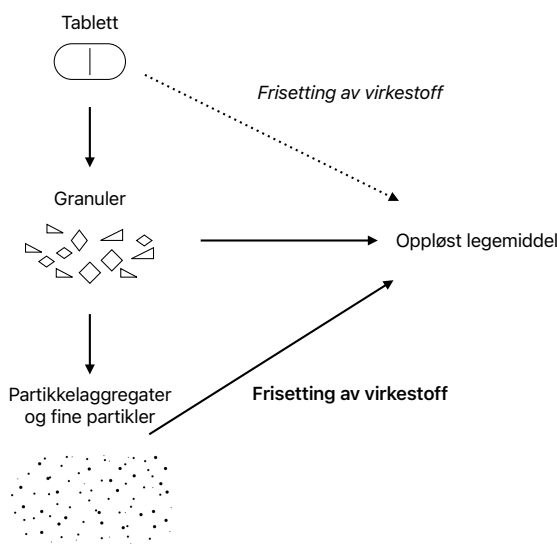 Tablett
Frisetting av virkestoff
Granuler
Oppløst legemiddel
Partikkelaggregater
og fine partikler
Frisetting av virkestoff